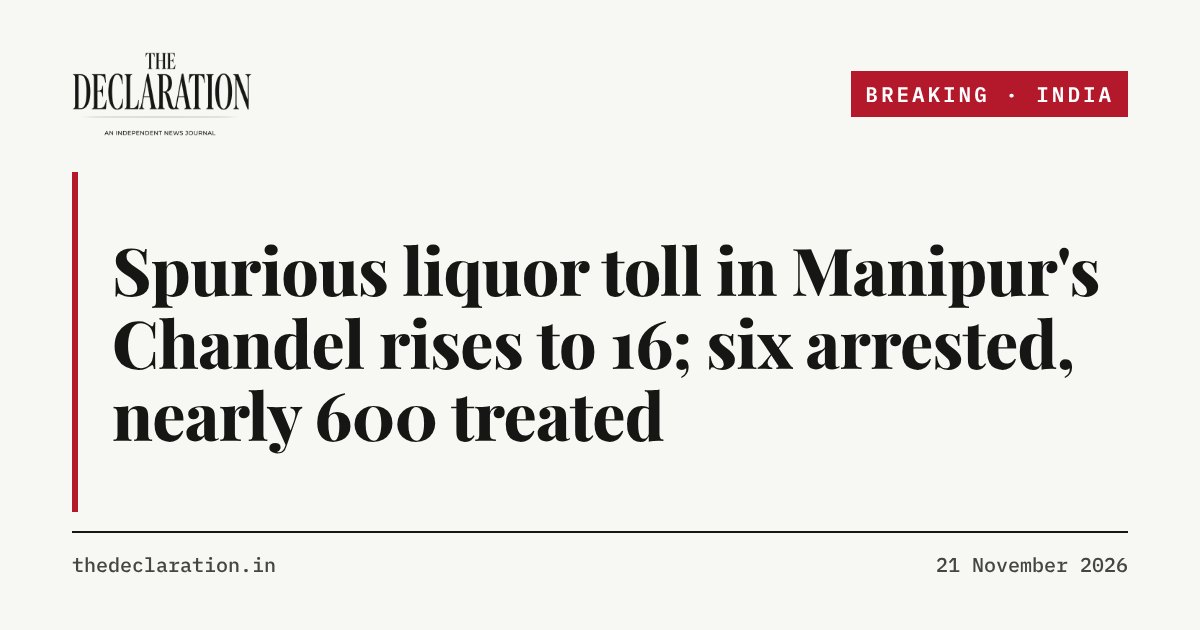 THE
DECLARATION
AN INDEPENDENT NEWS JOURNAL
BREAKING · INDIA
Spurious liquor toll in Manipur's
Chandel rises to 16; six arrested,
nearly 600 treated
thedeclaration.in
21 November 2026